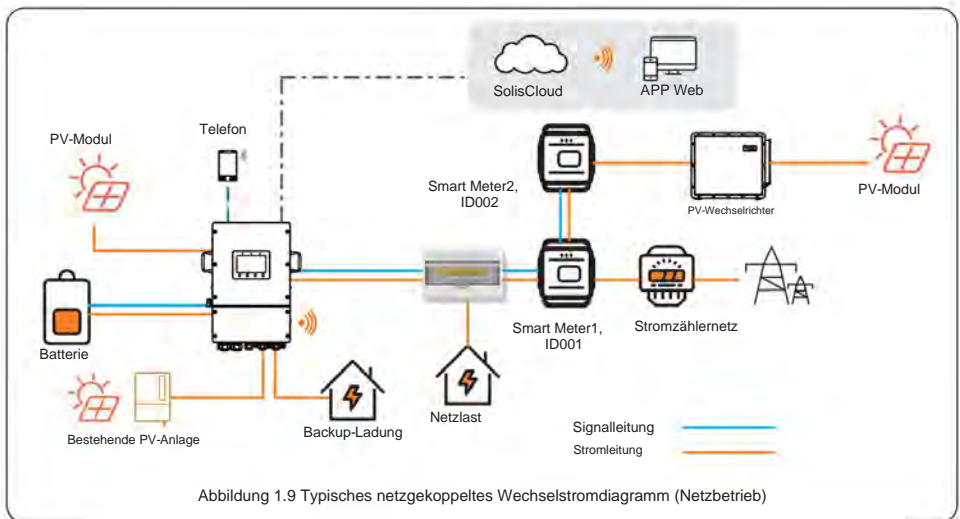 SolisCloud
APP Web
Telefon
PV-Modul
Smart Meter2,
ID002
PV-Wechselrichter
PV-Modul
Batterie
Smart Meter1,
ID001
Stromzählernetz
Bestehende PV-Anlage
Backup-Ladung
Netzlast
Signalleitung
Stromleitung
Abbildung 1.9 Typisches netzgekoppeltes Wechselstromdiagramm (Netzbetrieb)